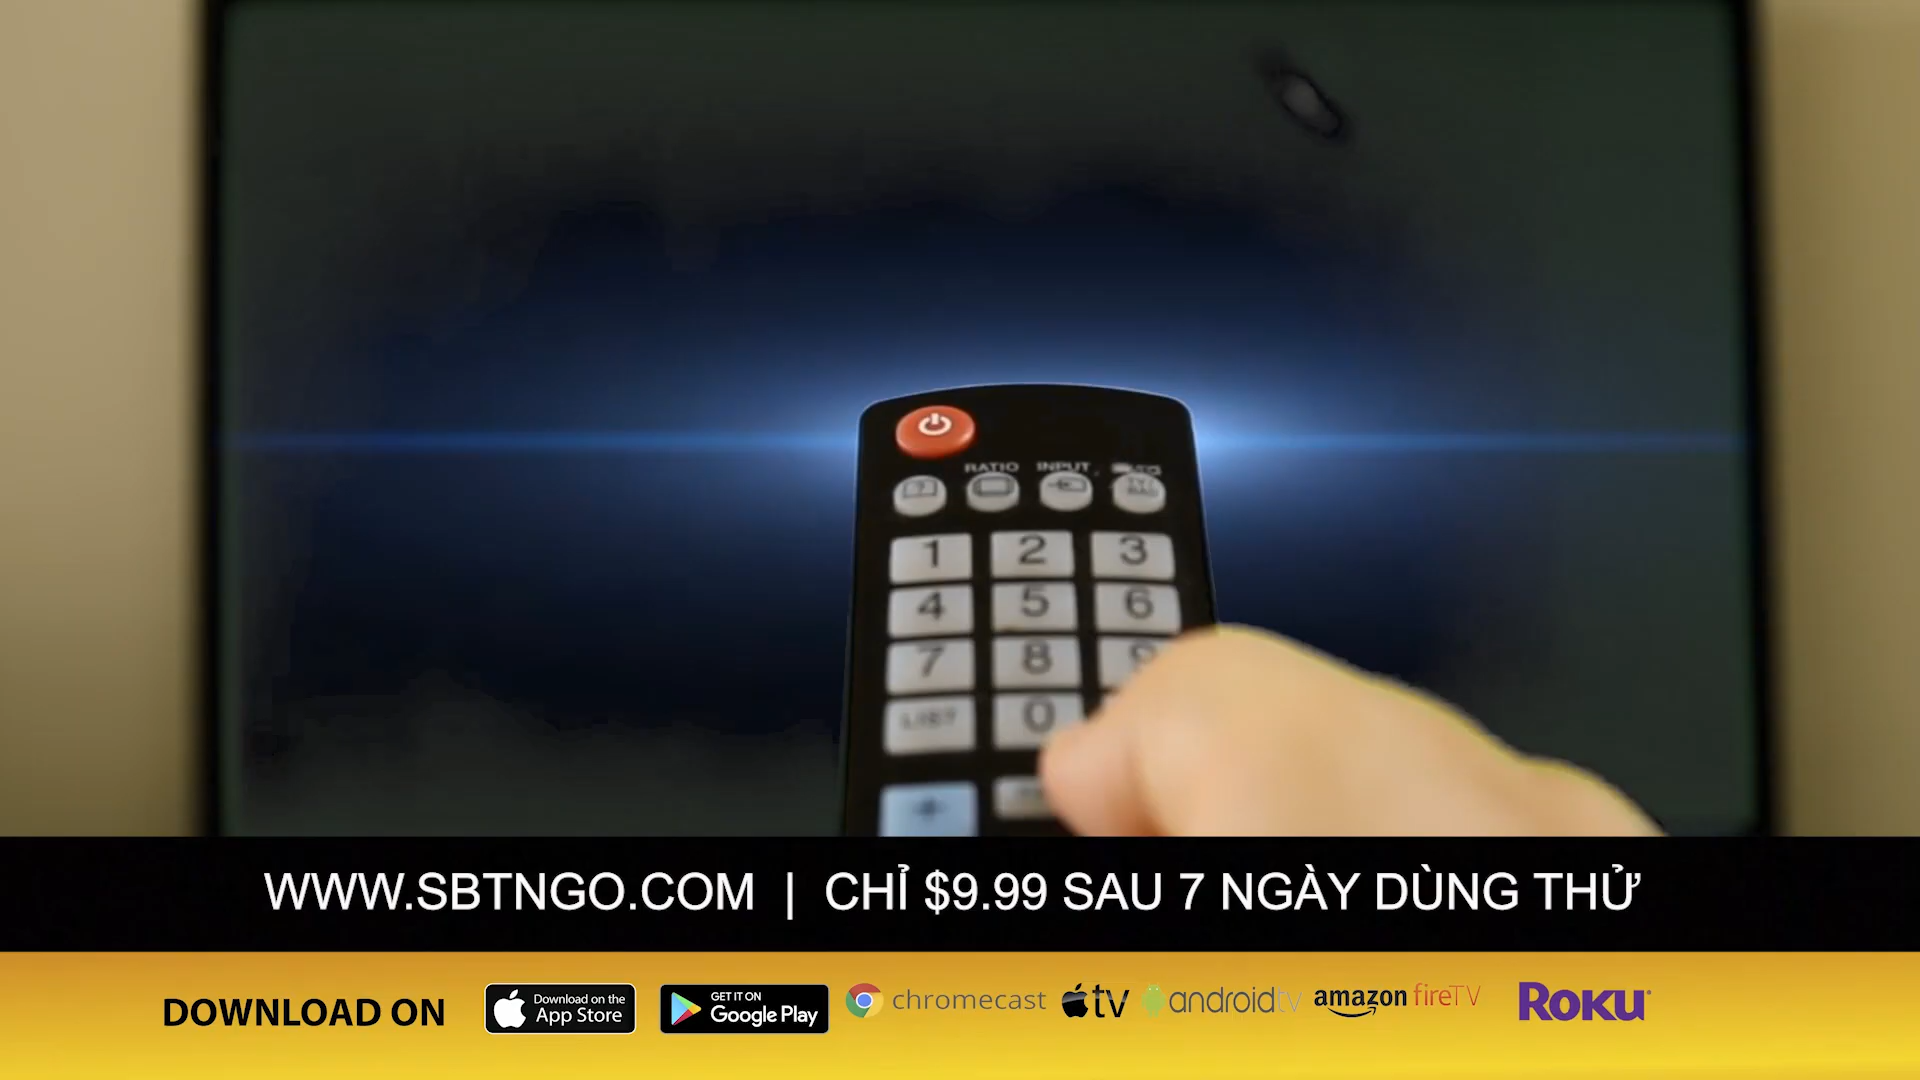 RATIO INPUT
1 2 3
4 5 6
7 8 9
LIST 0
+
WWW.SBTNGO.COM | CHỈ $9.99 SAU 7 NGÀY DÙNG THỬ
DOWNLOAD ON
Download on the
App Store
GET IT ON
Google Play
chromecast
tv
androidtv
amazon fireTV
ROKU